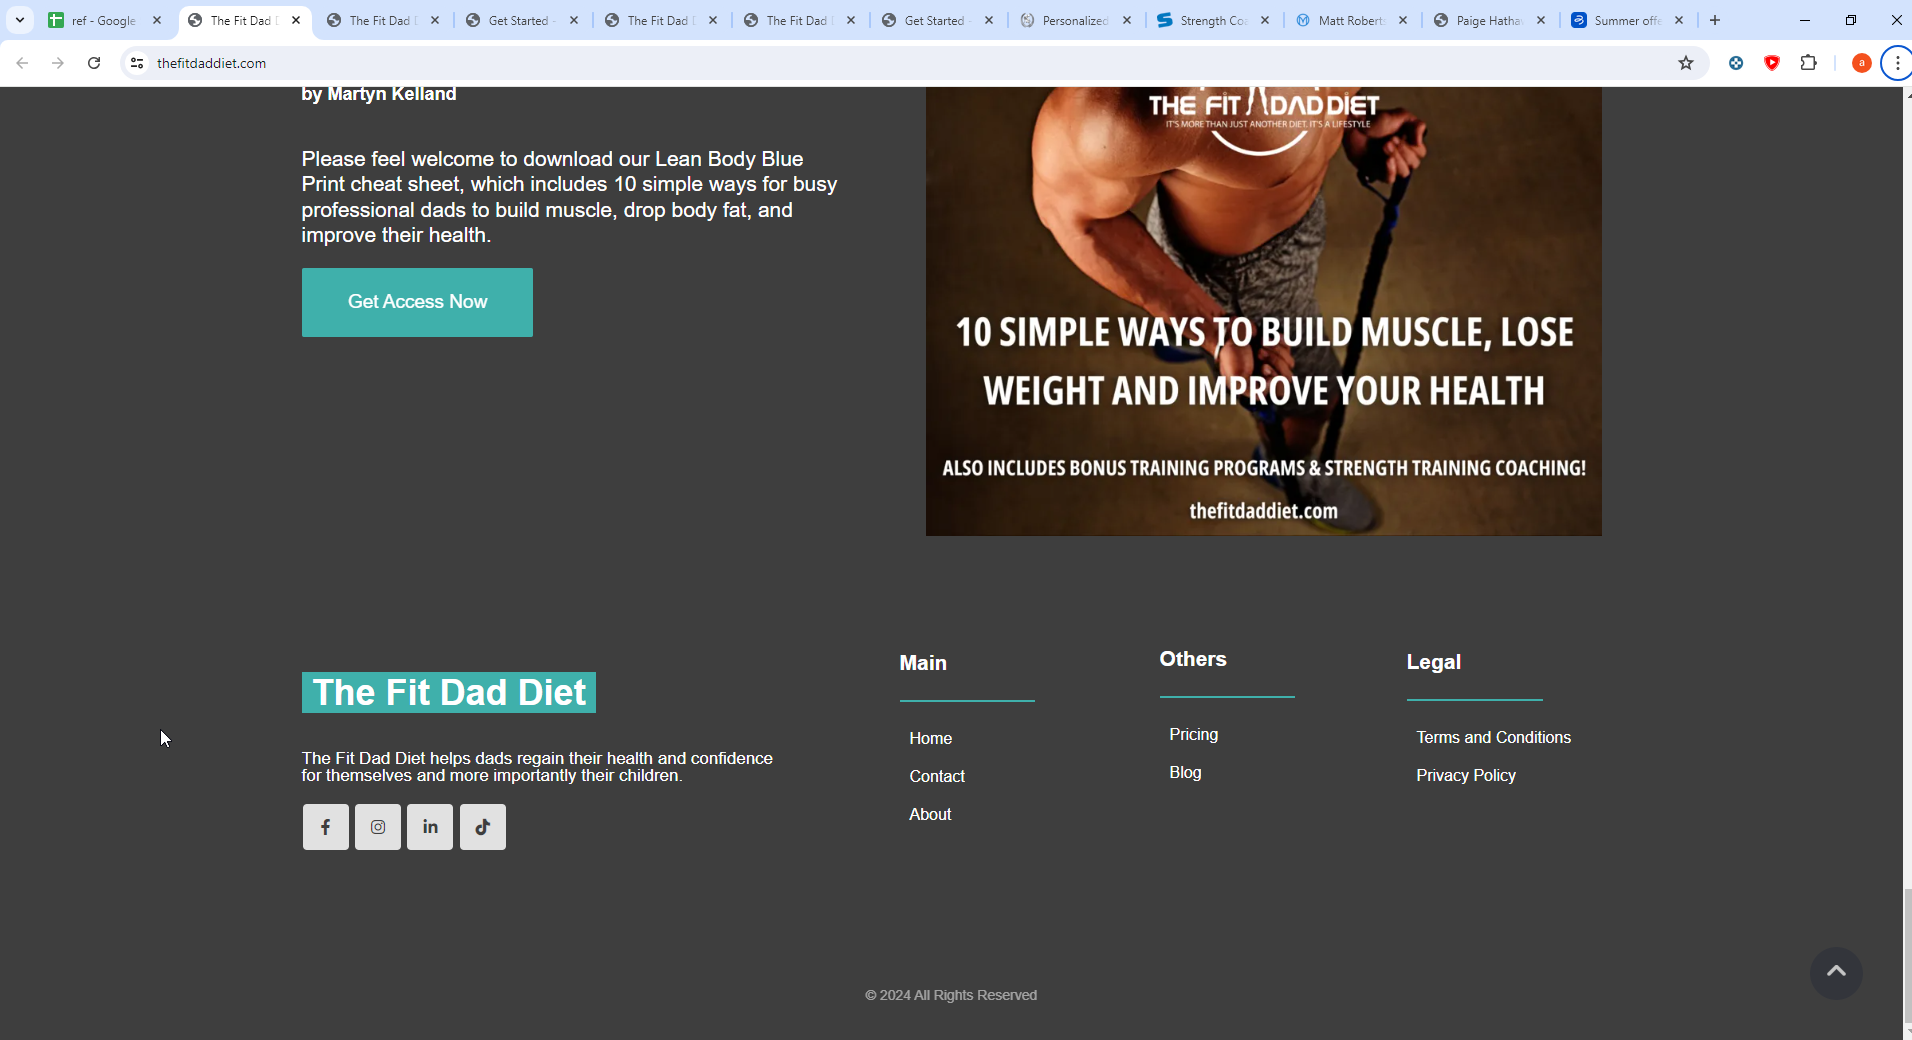 ref - Google
The Fit Dad
The Fit Dad
Get Started -
The Fit Dad
The Fit Dad
Get Started -
Personalized
Strength Co
Matt Robert
Paige Hatha
Summer offe
thefitdaddiet.com
a
by Martyn Kelland
Please feel welcome to download our Lean Body Blue
Print cheat sheet, which includes 10 simple ways for busy
professional dads to build muscle, drop body fat, and
improve their health.
Get Access Now
THE FIT DAD DIET
IT'S MORE THAN JUST ANOTHER DIET, IT'S A LIFESTYLE
10 SIMPLE WAYS TO BUILD MUSCLE, LOSE
WEIGHT AND IMPROVE YOUR HEALTH
ALSO INCLUDES BONUS TRAINING PROGRAMS & STRENGTH TRAINING COACHING!
thefitdaddiet.com
The Fit Dad Diet
The Fit Dad Diet helps dads regain their health and confidence
for themselves and more importantly their children.
Main
Home
Contact
About
Others
Pricing
Blog
Legal
Terms and Conditions
Privacy Policy
© 2024 All Rights Reserved